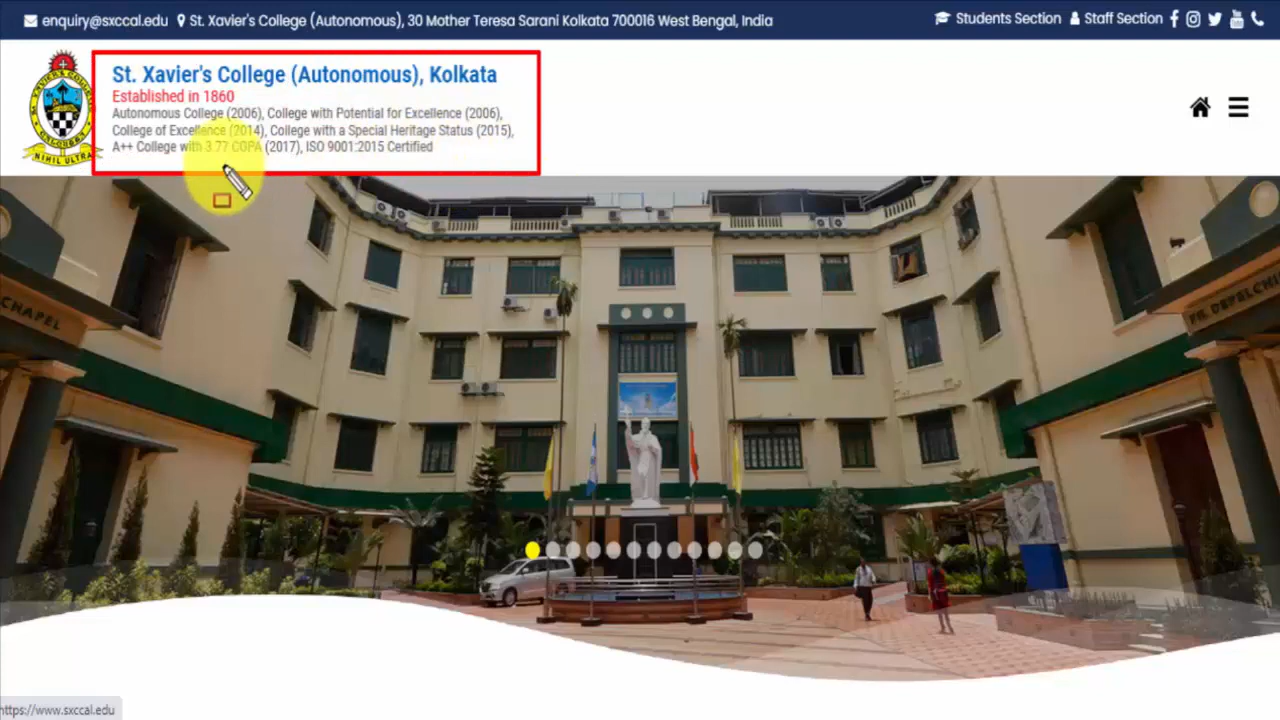 enquiry@sxccal.edu St. Xavier's College (Autonomous), 30 Mother Teresa Sarani Kolkata 700016 West Bengal, India Students Section Staff Section
St. Xavier's College (Autonomous), Kolkata
Established in 1860
Autonomous College (2006), College with Potential for Excellence (2006),
College of Excellence (2014), College with a Special Heritage Status (2015),
A++ College with 3.77 CGPA (2017), ISO 9001:2015 Certified
NIHIL ULTRA
CHAPEL
https://www.sxccal.edu